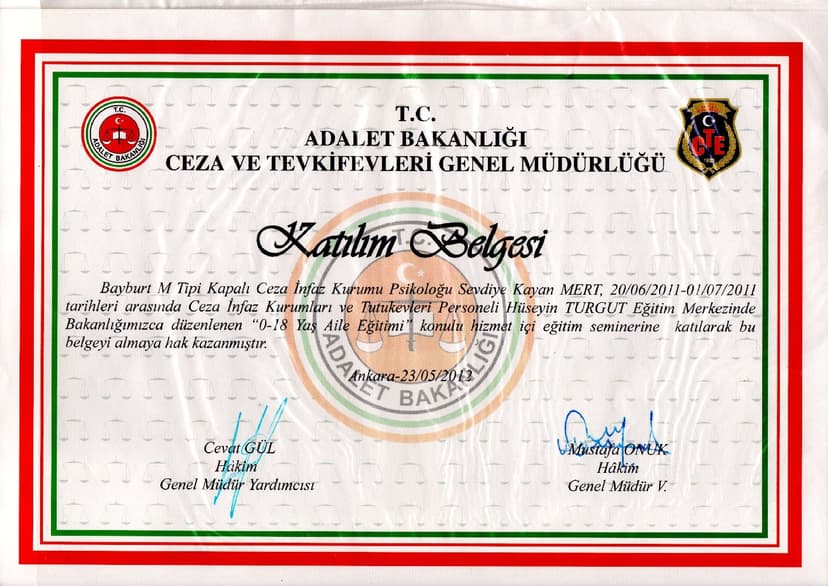 T.C.
ADALET BAKANLIĞI
CEZA VE TEVKİFEVLERİ GENEL MÜDÜRLÜĞÜ
T.C.
ADALET BAKANLIĞI
CTE
Katılım Belgesi
T.C.
ADALET BAKANLIĞI
Bayburt M Tipi Kapalı Ceza İnfaz Kurumu Psikoloğu Sevdiye Kayan MERT, 20/06/2011-01/07/2011
tarihleri arasında Ceza İnfaz Kurumları ve Tutukevleri Personeli Hüseyin TURGUT Eğitim Merkezinde
Bakanlığımızca düzenlenen "0-18 Yaş Aile Eğitimi" konulu hizmet içi eğitim seminerine katılarak bu
belgeyi almaya hak kazanmıştır.
Ankara-23/05/2012
Cevat GÜL
Hâkim
Genel Müdür Yardımcısı
Mustafa ONUK
Hâkim
Genel Müdür V.